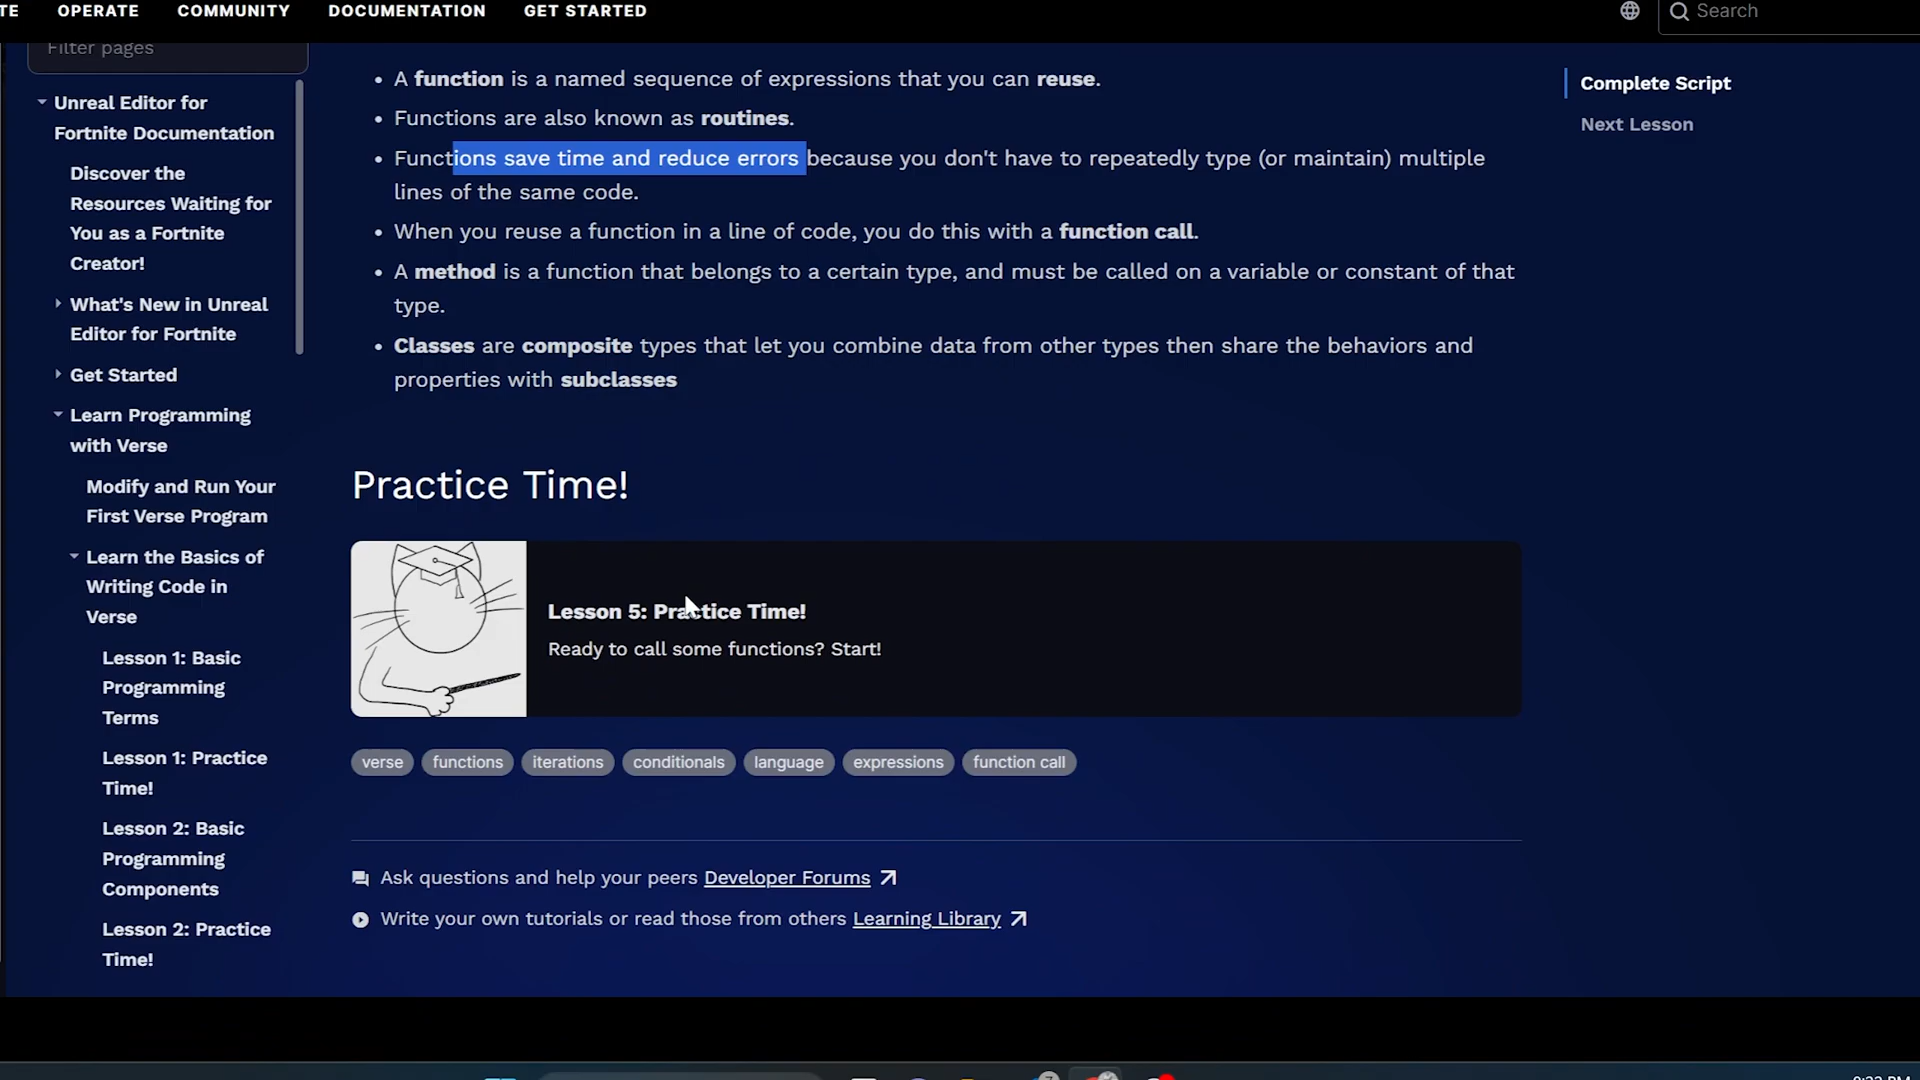 TE OPERATE COMMUNITY DOCUMENTATION GET STARTED Search
Filter pages
Unreal Editor for
Fortnite Documentation
Discover the
Resources Waiting for
You as a Fortnite
Creator!
What's New in Unreal
Editor for Fortnite
Get Started
Learn Programming
with Verse
Modify and Run Your
First Verse Program
Learn the Basics of
Writing Code in
Verse
Lesson 1: Basic
Programming
Terms
Lesson 1: Practice
Time!
Lesson 2: Basic
Programming
Components
Lesson 2: Practice
Time!
• A function is a named sequence of expressions that you can reuse.
• Functions are also known as routines.
• Functions save time and reduce errors because you don't have to repeatedly type (or maintain) multiple
lines of the same code.
• When you reuse a function in a line of code, you do this with a function call.
• A method is a function that belongs to a certain type, and must be called on a variable or constant of that
type.
• Classes are composite types that let you combine data from other types then share the behaviors and
properties with subclasses
Practice Time!
Lesson 5: Practice Time!
Ready to call some functions? Start!
verse functions iterations conditionals language expressions function call
Ask questions and help your peers Developer Forums
Write your own tutorials or read those from others Learning Library
Complete Script
Next Lesson